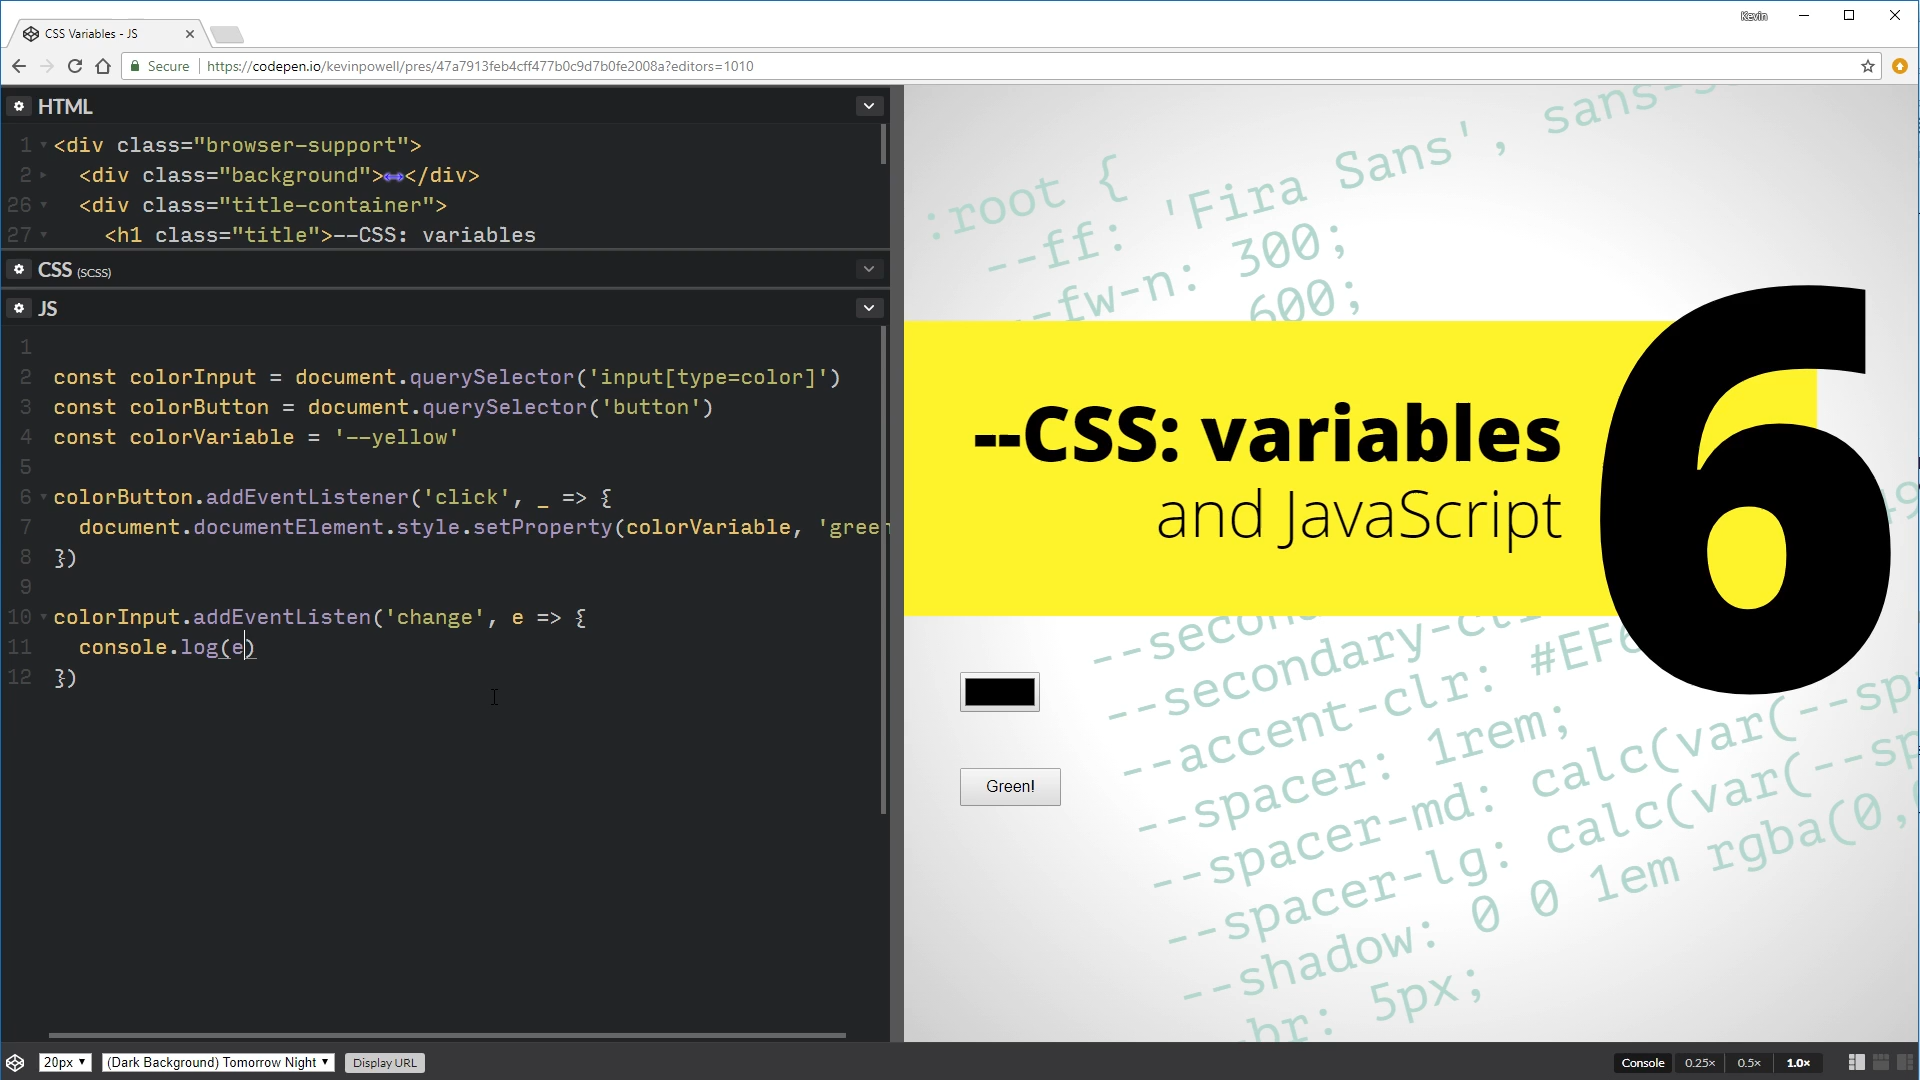 Kevin
CSS Variables - JS
Secure https://codepen.io/kevinpowell/pres/47a7913feb4cff477b0c9d7b0fe2008a?editors=1010
HTML
1 <div class="browser-support">
2 <div class="background"></div>
26 <div class="title-container">
27 <h1 class="title">--CSS: variables
CSS (SCSS)
JS
1
2 const colorInput = document.querySelector('input[type=color]')
3 const colorButton = document.querySelector('button')
4 const colorVariable = '--yellow'
5
6 colorButton.addEventListener('click', _ => {
7 document.documentElement.style.setProperty(colorVariable, 'green
8 })
9
10 colorInput.addEventListen('change', e => {
11 console.log(e)
12 })
:root {
--ff: 'Fira Sans', sans-s
--fw-n: 300;
600;
--CSS: variables
and JavaScript
6
--secon
--secondary-cl
--accent-clr: #EF6
--spacer: 1rem;
--spacer-md: calc(var(--sp
--spacer-lg: calc(var(--sp
--shadow: 0 0 1em rgba(0,
br: 5px;
Green!
20px (Dark Background) Tomorrow Night Display URL
Console 0.25× 0.5× 1.0×